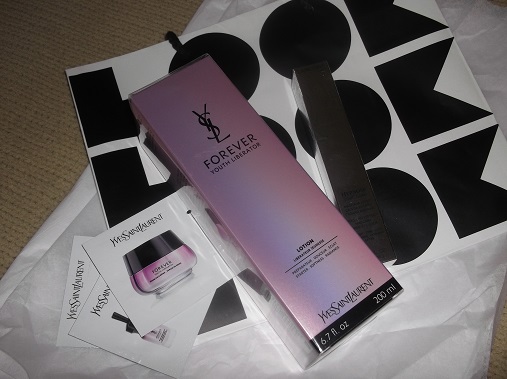 YSL
FOREVER
YOUTH LIBERATOR
LOTION
YVESSAINTLAURENT
6.7 fl. oz 200 ml
YVESSAINTLAURENT
FOREVER
YVESSAINTLAURENT
YVESSAINTLAURENT